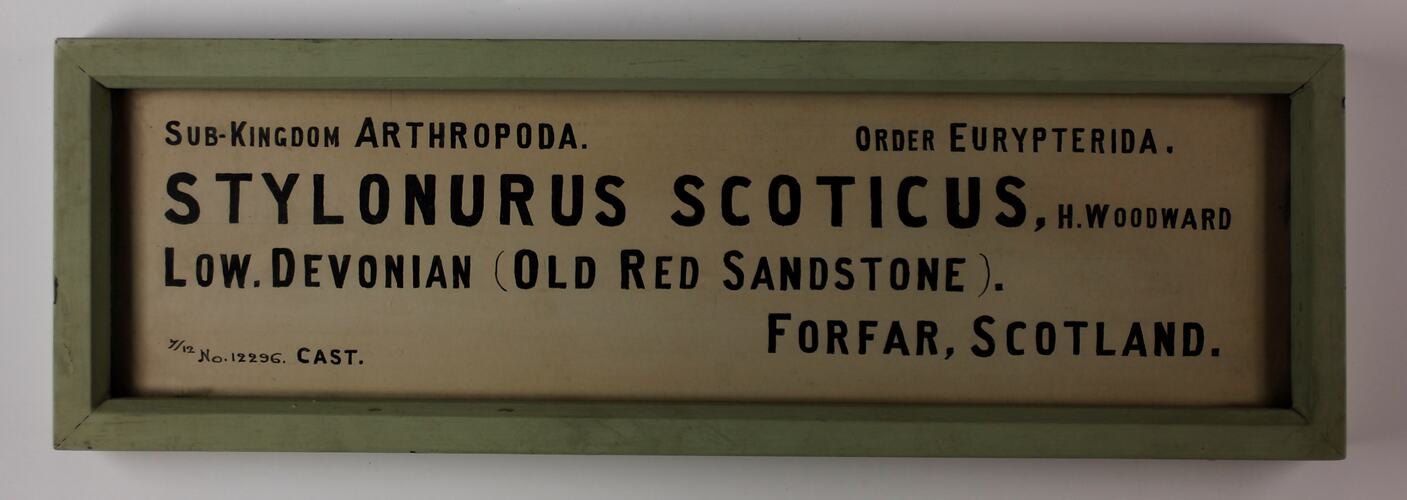 SUB-KINGDOM ARTHROPODA. ORDER EURYPTERIDA.
STYLONURUS SCOTICUS, H. WOODWARD
LOW. DEVONIAN (OLD RED SANDSTONE).
FORFAR, SCOTLAND.
7/12 No. 12296. CAST.